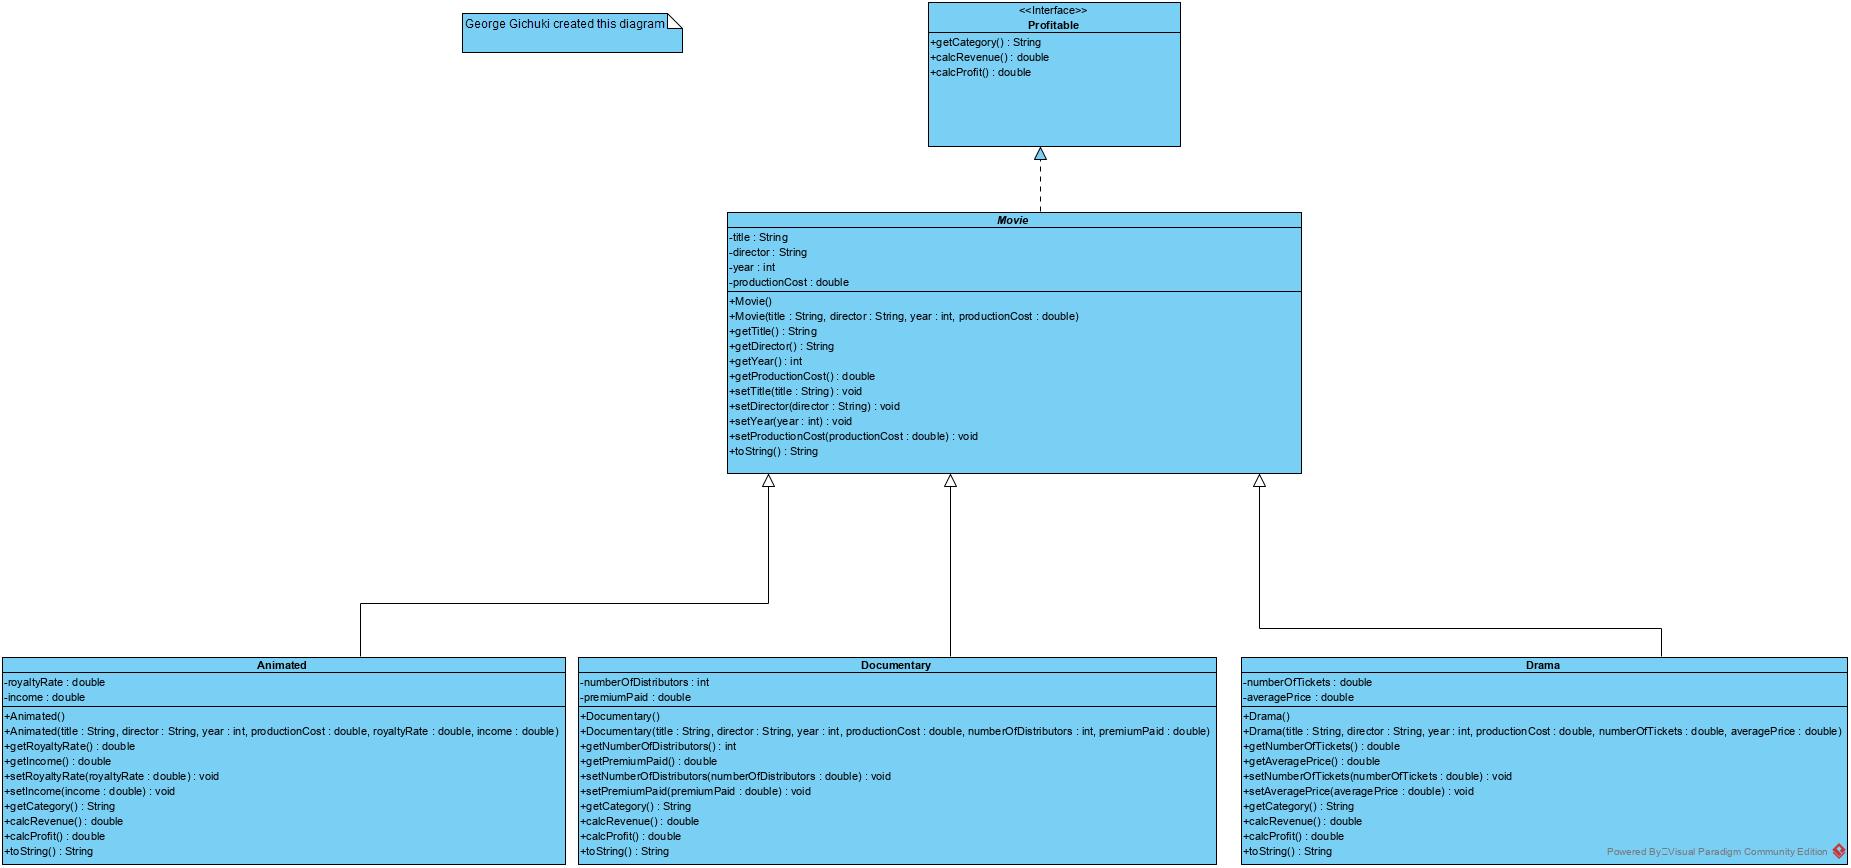 George Gichuki created this diagram
<<Interface>>
Profitable
+getCategory() : String
+calcRevenue() : double
+calcProfit() : double
Movie
-title : String
-director : String
-year : int
-productionCost : double
+Movie()
+Movie(title : String, director : String, year : int, productionCost : double)
+getTitle() : String
+getDirector() : String
+getYear() : int
+getProductionCost() : double
+setTitle(title : String) : void
+setDirector(director : String) : void
+setYear(year : int) : void
+setProductionCost(productionCost : double) : void
+toString() : String
Animated
-royaltyRate : double
-income : double
+Animated()
+Animated(title : String, director : String, year : int, productionCost : double, royaltyRate : double, income : double)
+getRoyaltyRate() : double
+getIncome() : double
+setRoyaltyRate(royaltyRate : double) : void
+setIncome(income : double) : void
+getCategory() : String
+calcRevenue() : double
+calcProfit() : double
+toString() : String
Documentary
-numberOfDistributors : int
-premiumPaid : double
+Documentary()
+Documentary(title : String, director : String, year : int, productionCost : double, numberOfDistributors : int, premiumPaid : double)
+getNumberOfDistributors() : int
+getPremiumPaid() : double
+setNumberOfDistributors(numberOfDistributors : double) : void
+setPremiumPaid(premiumPaid : double) : void
+getCategory() : String
+calcRevenue() : double
+calcProfit() : double
+toString() : String
Drama
-numberOfTickets : double
-averagePrice : double
+Drama()
+Drama(title : String, director : String, year : int, productionCost : double, numberOfTickets : double, averagePrice : double)
+getNumberOfTickets() : double
+getAveragePrice() : double
+setNumberOfTickets(numberOfTickets : double) : void
+setAveragePrice(averagePrice : double) : void
+getCategory() : String
+calcRevenue() : double
+calcProfit() : double
+toString() : String
Powered By Visual Paradigm Community Edition